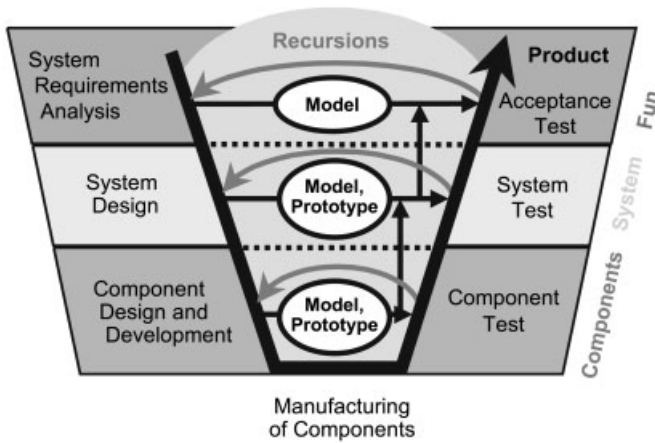 Recursions
System
Requirements
Analysis
Product
Model
Acceptance
Test
System
Design
Model,
Prototype
System
Test
Component
Design and
Development
Model,
Prototype
Component
Test
Fun
System
Components
Manufacturing
of Components